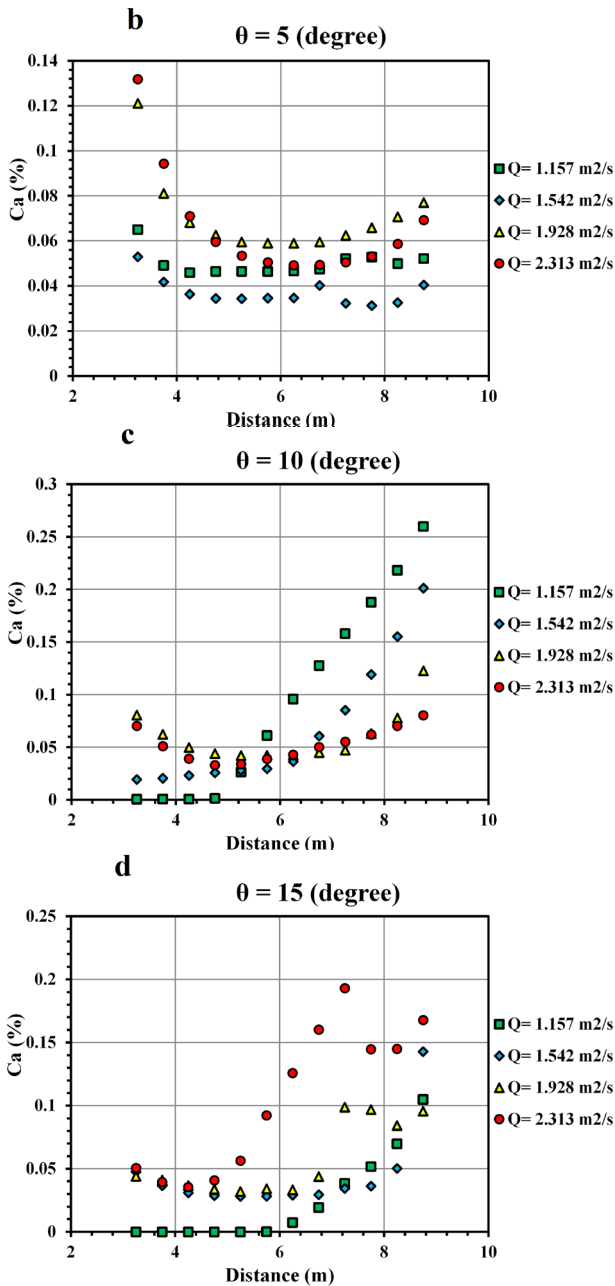 b
θ = 5 (degree)
0.14
0.12
0.1
0.08
0.06
0.04
0.02
0
Ca (%)
2 4 6 8 10
Distance (m)
Q= 1.157 m2/s
Q= 1.542 m2/s
Q= 1.928 m2/s
Q= 2.313 m2/s
c
θ = 10 (degree)
0.3
0.25
0.2
0.15
0.1
0.05
0
Ca (%)
2 4 6 8 10
Distance (m)
Q= 1.157 m2/s
Q= 1.542 m2/s
Q= 1.928 m2/s
Q= 2.313 m2/s
d
θ = 15 (degree)
0.25
0.2
0.15
0.1
0.05
0
Ca (%)
2 4 6 8 10
Distance (m)
Q= 1.157 m2/s
Q= 1.542 m2/s
Q= 1.928 m2/s
Q= 2.313 m2/s